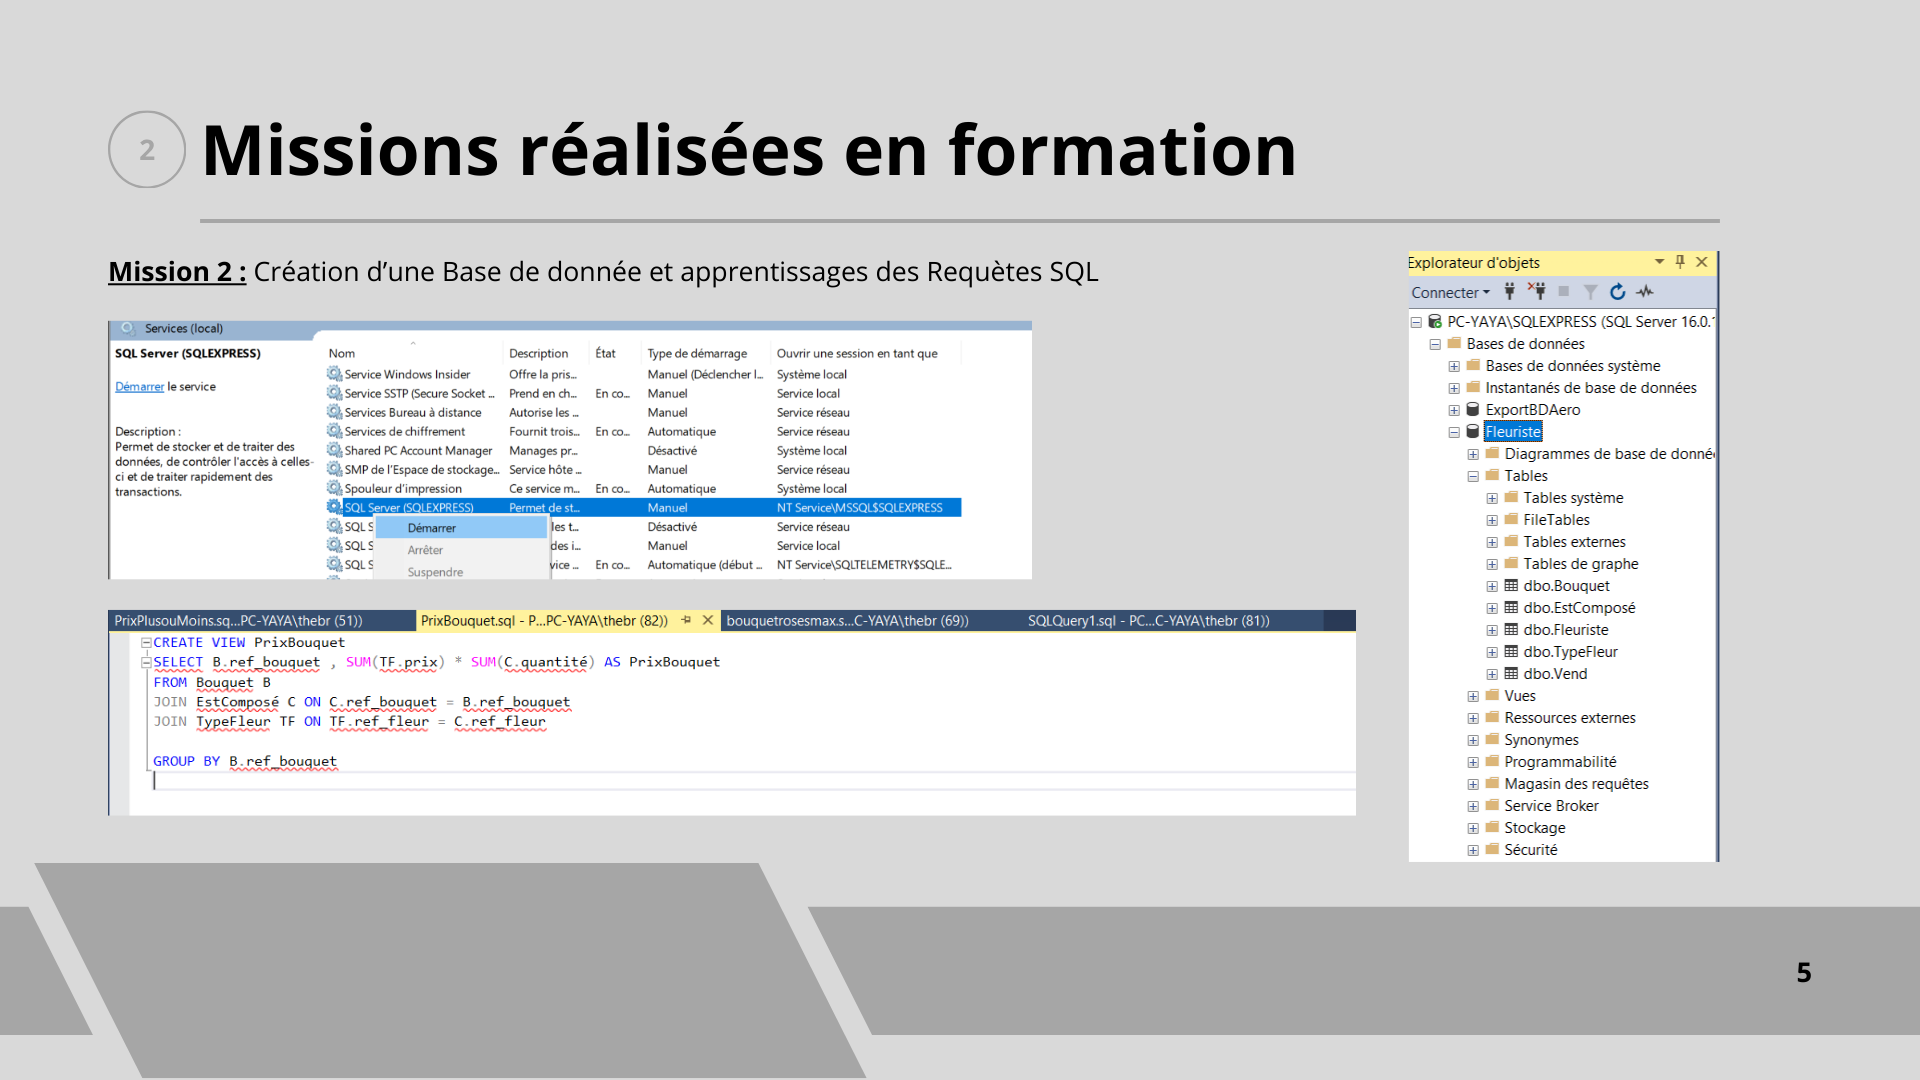 2
Missions réalisées en formation
Mission 2 : Création d’une Base de donnée et apprentissages des Requètes SQL
Services (local)
SQL Server (SQLEXPRESS)
Démarrer le service
Description :
Permet de stocker et de traiter des
données, de contrôler l'accès à celles-
ci et de traiter rapidement des
transactions.
Nom Description État Type de démarrage Ouvrir une session en tant que
Service Windows Insider Offre la pris... Manuel (Déclencher l... Système local
Service SSTP (Secure Socket ... Prend en ch... En co... Manuel Service local
Services Bureau à distance Autorise les ... Manuel Service réseau
Services de chiffrement Fournit trois... En co... Automatique Service réseau
Shared PC Account Manager Manages pr... Désactivé Système local
SMP de l'Espace de stockage... Service hôte ... Manuel Service réseau
Spouleur d'impression Ce service m... En co... Automatique Système local
SQL Server (SQLEXPRESS) Permet de st... Manuel NT Service\MSSQL$SQLEXPRESS
SQL S les t... Désactivé Service réseau
SQL S des i... Manuel Service local
SQL S vice ... En co... Automatique (début ... NT Service\SQLTELEMETRY$SQLE...
Démarrer
Arrêter
Suspendre
PrixPlusouMoins.sq...PC-YAYA\thebr (51)) PrixBouquet.sql - P...PC-YAYA\thebr (82)) bouquetrosesmax.s...C-YAYA\thebr (69)) SQLQuery1.sql - PC...C-YAYA\thebr (81))
CREATE VIEW PrixBouquet
SELECT B.ref_bouquet , SUM(TF.prix) * SUM(C.quantité) AS PrixBouquet
FROM Bouquet B
JOIN EstComposé C ON C.ref_bouquet = B.ref_bouquet
JOIN TypeFleur TF ON TF.ref_fleur = C.ref_fleur
GROUP BY B.ref_bouquet
Explorateur d'objets
Connecter
PC-YAYA\SQLEXPRESS (SQL Server 16.0.
Bases de données
Bases de données système
Instantanés de base de données
ExportBDAero
Fleuriste
Diagrammes de base de donné
Tables
Tables système
FileTables
Tables externes
Tables de graphe
dbo.Bouquet
dbo.EstComposé
dbo.Fleuriste
dbo.TypeFleur
dbo.Vend
Vues
Ressources externes
Synonymes
Programmabilité
Magasin des requêtes
Service Broker
Stockage
Sécurité
5